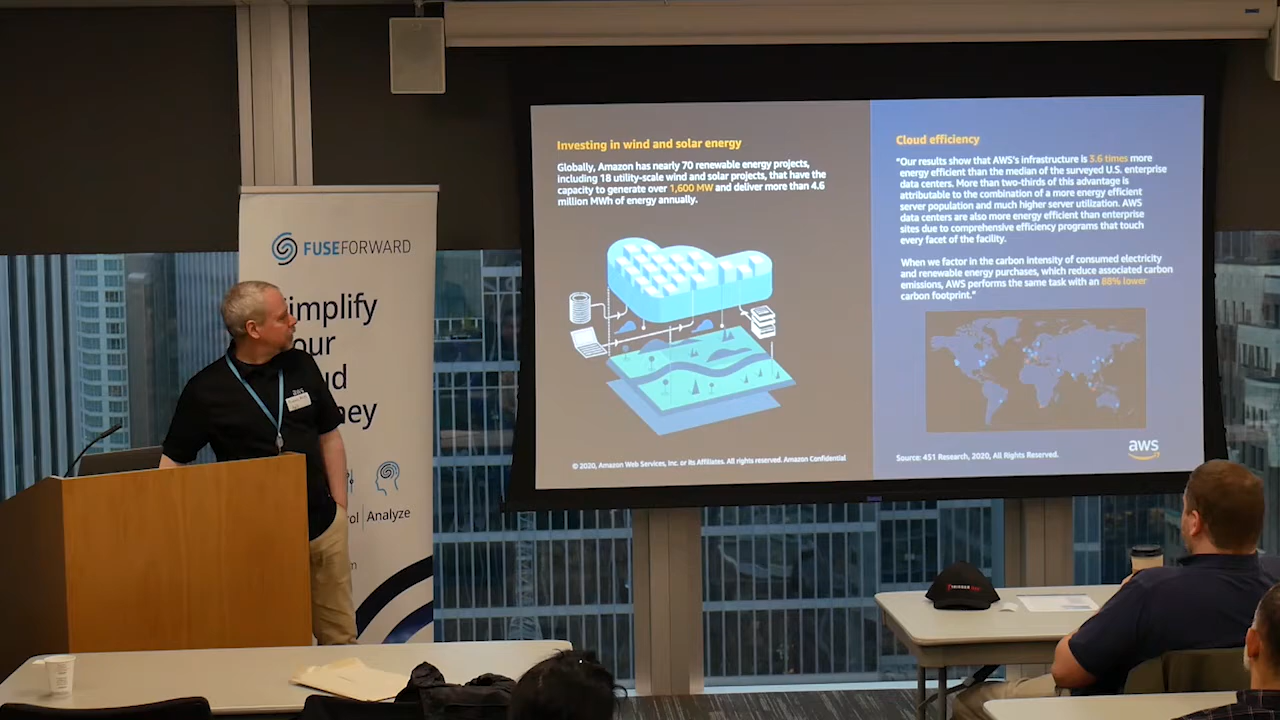 FUSEFORWARD
Simplify
our
ud
ney
ol | Analyze
aws
Investing in wind and solar energy
Globally, Amazon has nearly 70 renewable energy projects,
including 18 utility-scale wind and solar projects, that have the
capacity to generate over 1,600 MW and deliver more than 4.6
million MWh of energy annually.
© 2020, Amazon Web Services, Inc. or its Affiliates. All rights reserved. Amazon Confidential
Cloud efficiency
"Our results show that AWS's infrastructure is 3.6 times more
energy efficient than the median of the surveyed U.S. enterprise
data centers. More than two-thirds of this advantage is
attributable to the combination of a more energy efficient
server population and much higher server utilization. AWS
data centers are also more energy efficient than enterprise
sites due to comprehensive efficiency programs that touch
every facet of the facility.
When we factor in the carbon intensity of consumed electricity
and renewable energy purchases, which reduce associated carbon
emissions, AWS performs the same task with an 88% lower
carbon footprint."
Source: 451 Research, 2020, All Rights Reserved.
aws